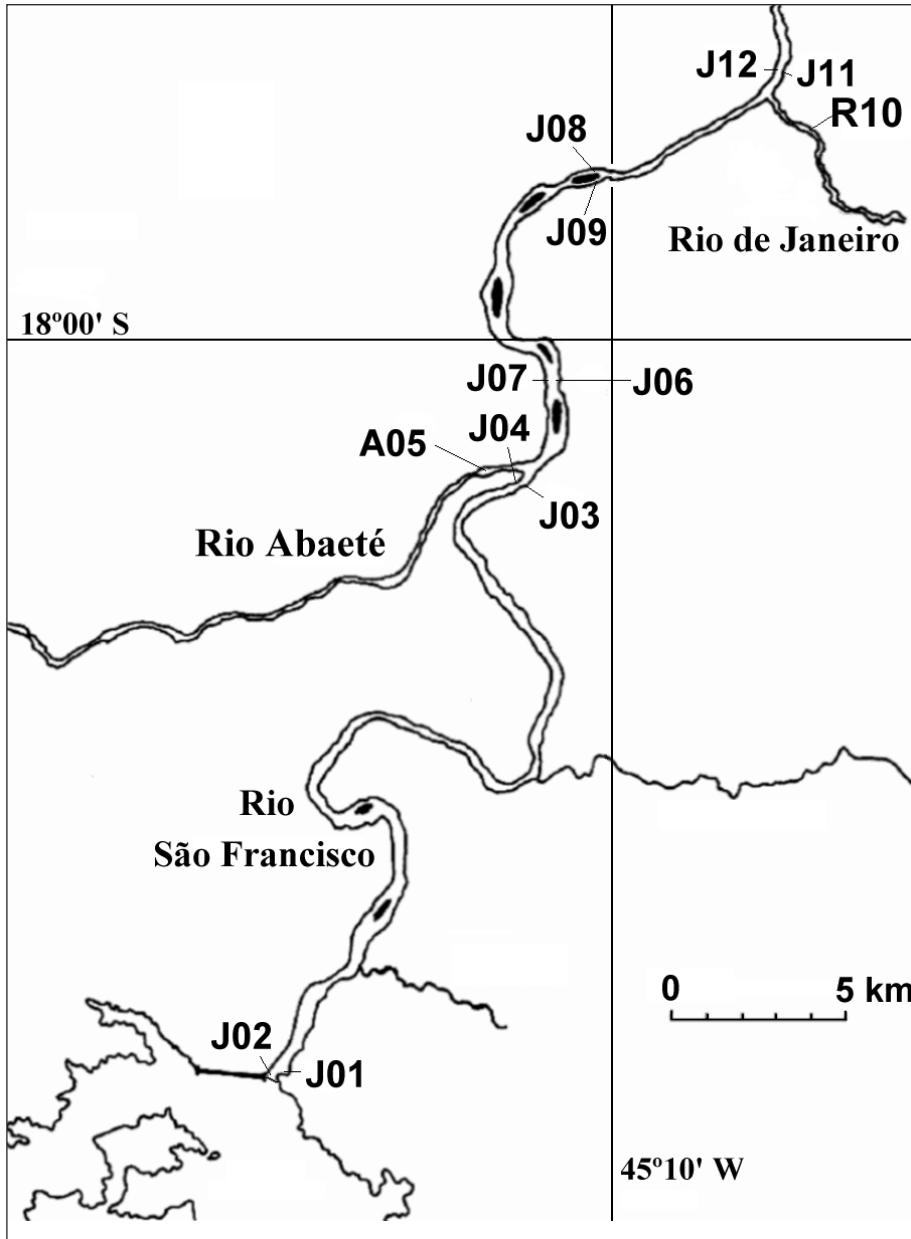 J12 J11
R10
J08
J09
Rio de Janeiro
18º00' S
J07 J06
J04
A05
J03
Rio Abaeté
Rio
São Francisco
0 5 km
J02
J01
45º10' W